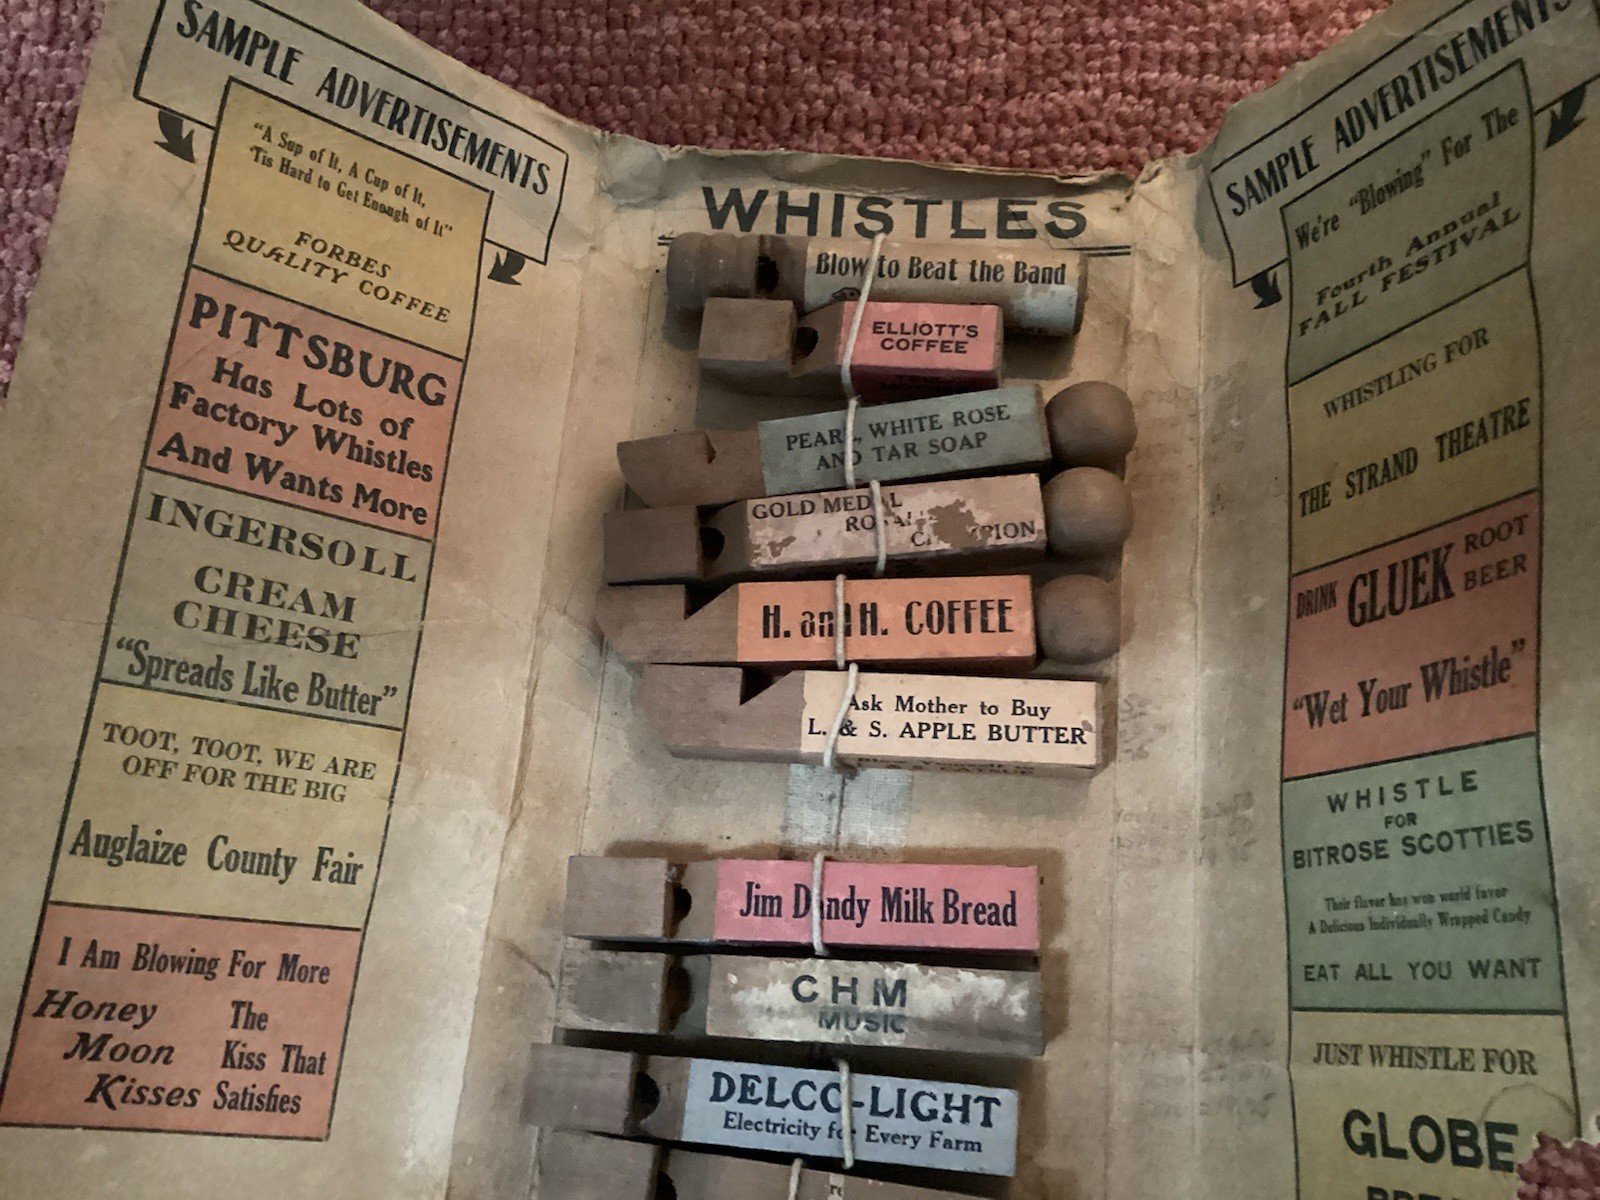 SAMPLE ADVERTISEMENTS
"A Sup of It, A Cup of It,
'Tis Hard to Get Enough of It"
FORBES
QUALITY COFFEE
PITTSBURG
Has Lots of
Factory Whistles
And Wants More
INGERSOLL
CREAM
CHEESE
"Spreads Like Butter"
TOOT, TOOT, WE ARE
OFF FOR THE BIG
Auglaize County Fair
I Am Blowing For More
Honey The
Moon Kiss That
Kisses Satisfies
WHISTLES
Blow to Beat the Band
ELLIOTT'S
COFFEE
PEARL, WHITE ROSE
AND TAR SOAP
GOLD MEDAL
H. and H. COFFEE
Ask Mother to Buy
L. & S. APPLE BUTTER
Jim Dandy Milk Bread
CHM
MUSIC
DELCO-LIGHT
Electricity for Every Farm
SAMPLE ADVERTISEMENTS
We're "Blowing" For The
Fourth Annual
FALL FESTIVAL
WHISTLING FOR
THE STRAND THEATRE
DRINK GLUEK ROOT BEER
"Wet Your Whistle"
WHISTLE
FOR
BITROSE SCOTTIES
Their flavor has won world favor
A Delicious Individually Wrapped Candy
EAT ALL YOU WANT
JUST WHISTLE FOR
GLOBE